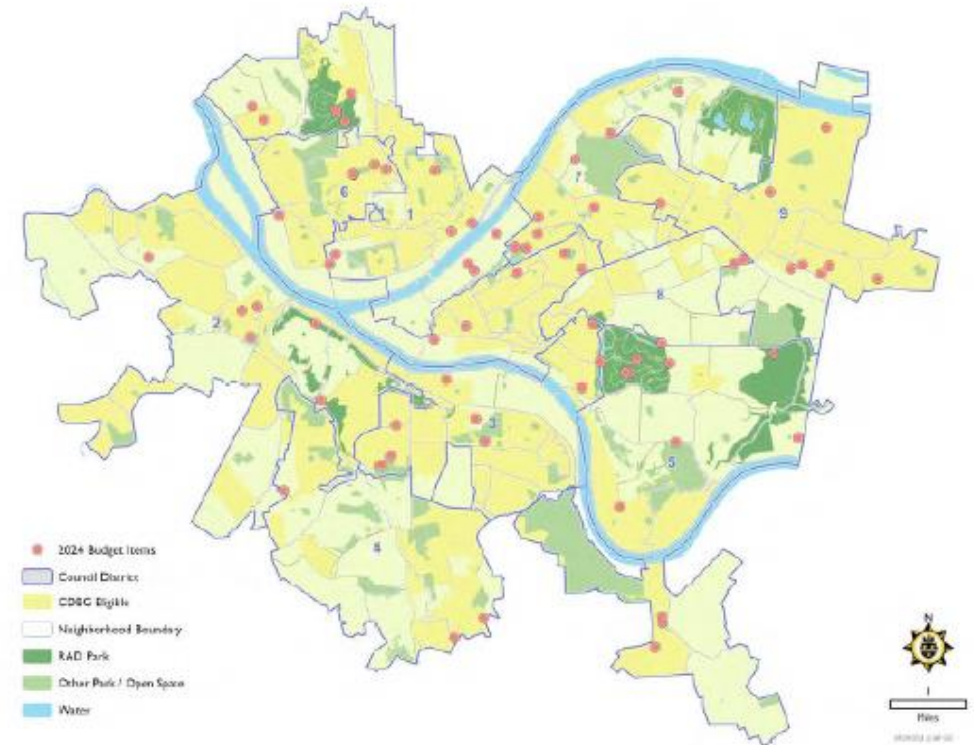 6
1
7
9
2
8
3
5
4
2024 Budget Items
Council District
CDBG Eligible
Neighborhood Boundary
RAD Park
Other Park / Open Space
Water
N
1
Miles